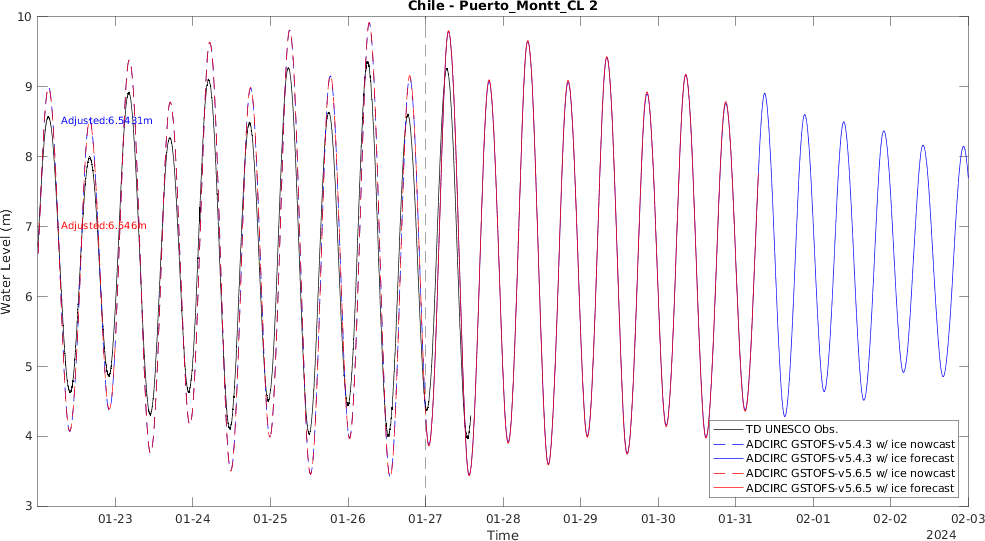 Chile - Puerto_Montt_CL 2
10
9
8
7
6
5
4
3
Water Level (m)
Adjusted:6.5431m
Adjusted:6.546m
TD UNESCO Obs.
ADCIRC GSTOFS-v5.4.3 w/ ice nowcast
ADCIRC GSTOFS-v5.4.3 w/ ice forecast
ADCIRC GSTOFS-v5.6.5 w/ ice nowcast
ADCIRC GSTOFS-v5.6.5 w/ ice forecast
01-23 01-24 01-25 01-26 01-27 01-28 01-29 01-30 01-31 02-01 02-02 02-03
Time
2024